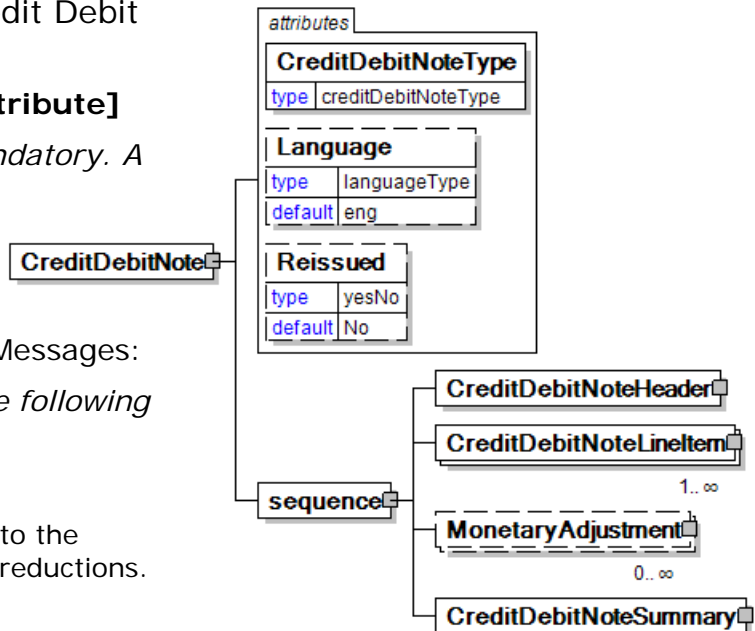 dit Debit
tribute]
ndatory. A
Messages:
e following
to the
reductions.
attributes
CreditDebitNoteType
type creditDebitNoteType
Language
type languageType
default eng
Reissued
type yesNo
default No
CreditDebitNote
sequence
CreditDebitNoteHeader
CreditDebitNoteLineItem
1.. ∞
MonetaryAdjustment
0.. ∞
CreditDebitNoteSummary